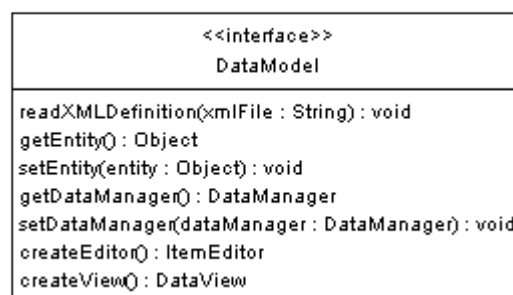 <<interface>>
DataModel
readXMLDefinition(xmlFile : String) : void
getEntity() : Object
setEntity(entity : Object) : void
getDataManager() : DataManager
setDataManager(dataManager : DataManager) : void
createEditor() : ItemEditor
createView() : DataView